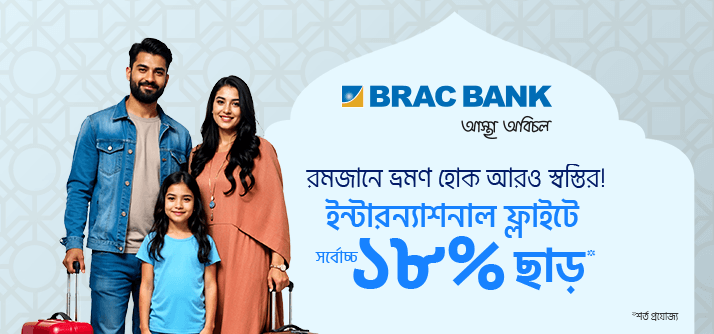 BRAC BANK
আস্থা অবিচল
রমজানে ভ্রমণ হোক আরও স্বস্তির!
ইন্টারন্যাশনাল ফ্লাইটে
সর্বোচ্চ ১৮% ছাড়*
*শর্ত প্রযোজ্য